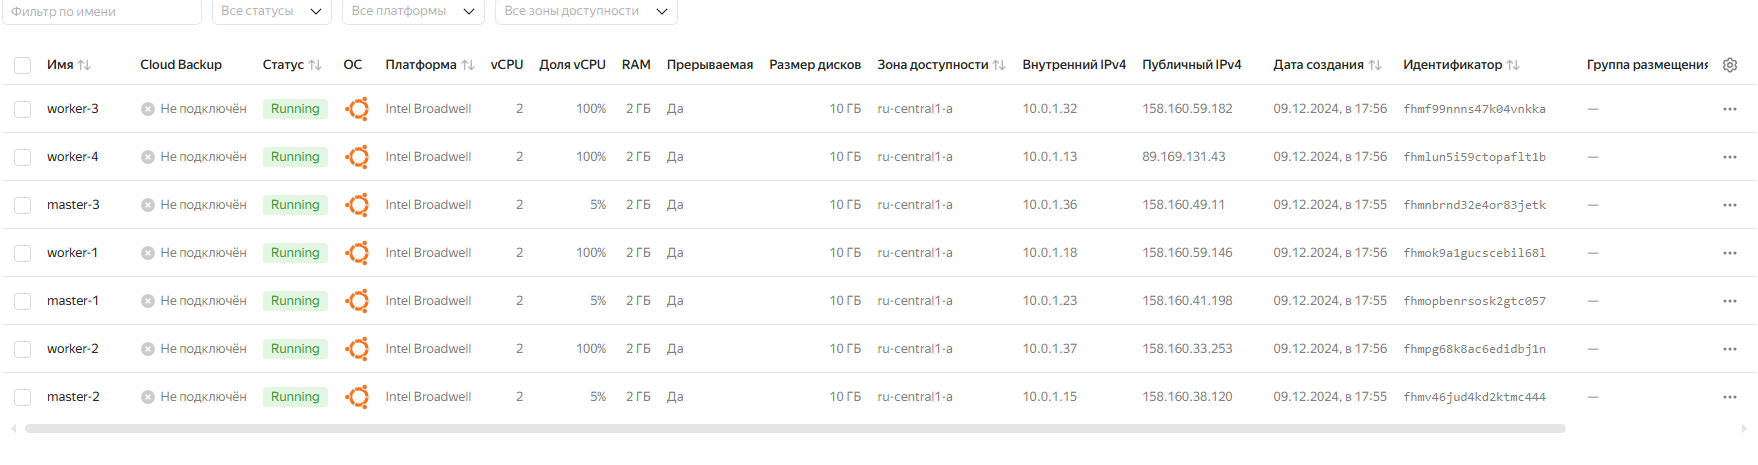 Фильтр по имени Все статусы Все платформы Все зоны доступности
Имя Cloud Backup Статус ОС Платформа vCPU Доля vCPU RAM Прерываемая Размер дисков Зона доступности Внутренний IPv4 Публичный IPv4 Дата создания Идентификатор Группа размещения
worker-3 Не подключён Running Intel Broadwell 2 100% 2 ГБ Да 10 ГБ ru-central1-a 10.0.1.32 158.160.59.182 09.12.2024, в 17:56 fhmf99nnns47k04vnkka —
worker-4 Не подключён Running Intel Broadwell 2 100% 2 ГБ Да 10 ГБ ru-central1-a 10.0.1.13 89.169.131.43 09.12.2024, в 17:56 fhmlun5i59ctopaflt1b —
master-3 Не подключён Running Intel Broadwell 2 5% 2 ГБ Да 10 ГБ ru-central1-a 10.0.1.36 158.160.49.11 09.12.2024, в 17:55 fhmnbrnd32e4or83jetk —
worker-1 Не подключён Running Intel Broadwell 2 100% 2 ГБ Да 10 ГБ ru-central1-a 10.0.1.18 158.160.59.146 09.12.2024, в 17:56 fhmok9a1gucscebil68l —
master-1 Не подключён Running Intel Broadwell 2 5% 2 ГБ Да 10 ГБ ru-central1-a 10.0.1.23 158.160.41.198 09.12.2024, в 17:55 fhmopbenrsosk2gtc057 —
worker-2 Не подключён Running Intel Broadwell 2 100% 2 ГБ Да 10 ГБ ru-central1-a 10.0.1.37 158.160.33.253 09.12.2024, в 17:56 fhmpg68k8ac6edidbj1n —
master-2 Не подключён Running Intel Broadwell 2 5% 2 ГБ Да 10 ГБ ru-central1-a 10.0.1.15 158.160.38.120 09.12.2024, в 17:55 fhmv46jud4kd2ktmc444 —